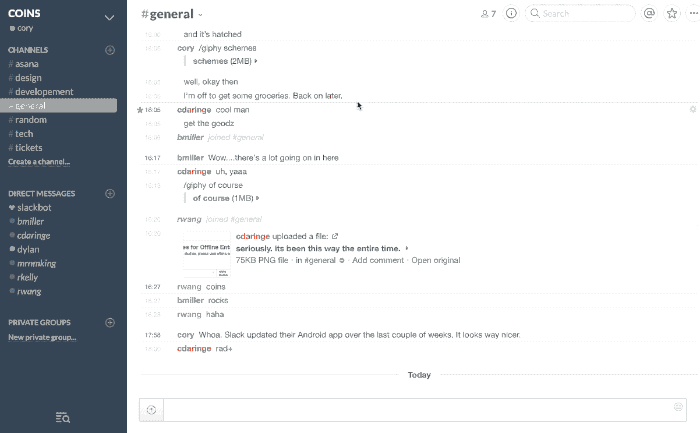 COINS
cory
CHANNELS
# asana
# design
# developement
general
# random
# tech
# tickets
Create a channel...
DIRECT MESSAGES
slackbot
bmiller
cdaringe
dylan
mrmnking
rkelly
rwang
PRIVATE GROUPS
New private group...
#general
7
Search
and it's hatched
cory /giphy schemes
schemes (2MB)
well, okay then
I'm off to get some groceries. Back on later.
cdaringe cool man
get the goodz
bmiller joined #general
16:17 bmiller Wow....there's a lot going on in here
cdaringe uh, yaaa
/giphy of course
of course (1MB)
rwang joined #general
cdaringe uploaded a file:
seriously. its been this way the entire time.
75KB PNG file · in #general · Add comment · Open original
16:27 rwang coins
bmiller rocks
rwang haha
17:58 cory Whoa. Slack updated their Android app over the last couple of weeks. It looks way nicer.
cdaringe rad+
Today